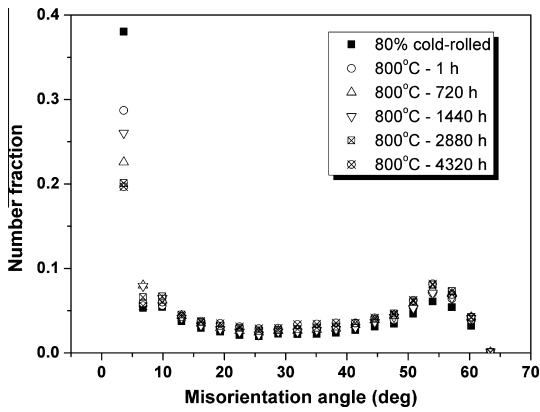 0.4
0.3
0.2
0.1
0.0
Number fraction
80% cold-rolled
800°C - 1 h
800°C - 720 h
800°C - 1440 h
800°C - 2880 h
800°C - 4320 h
0 10 20 30 40 50 60 70
Misorientation angle (deg)